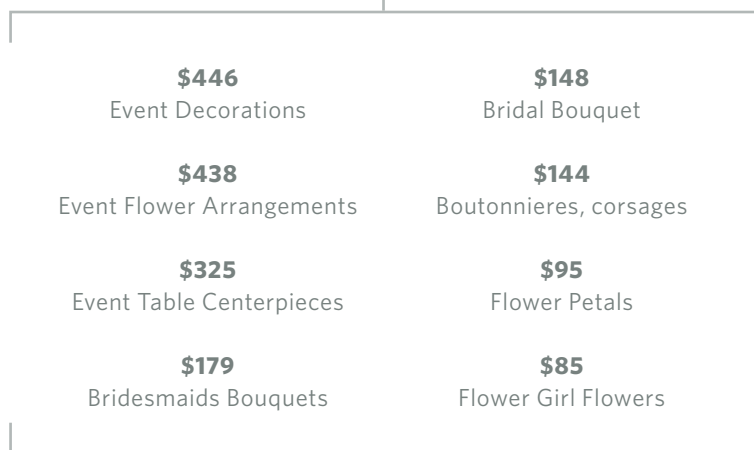 $446
Event Decorations
$438
Event Flower Arrangements
$325
Event Table Centerpieces
$179
Bridesmaids Bouquets
$148
Bridal Bouquet
$144
Boutonnieres, corsages
$95
Flower Petals
$85
Flower Girl Flowers